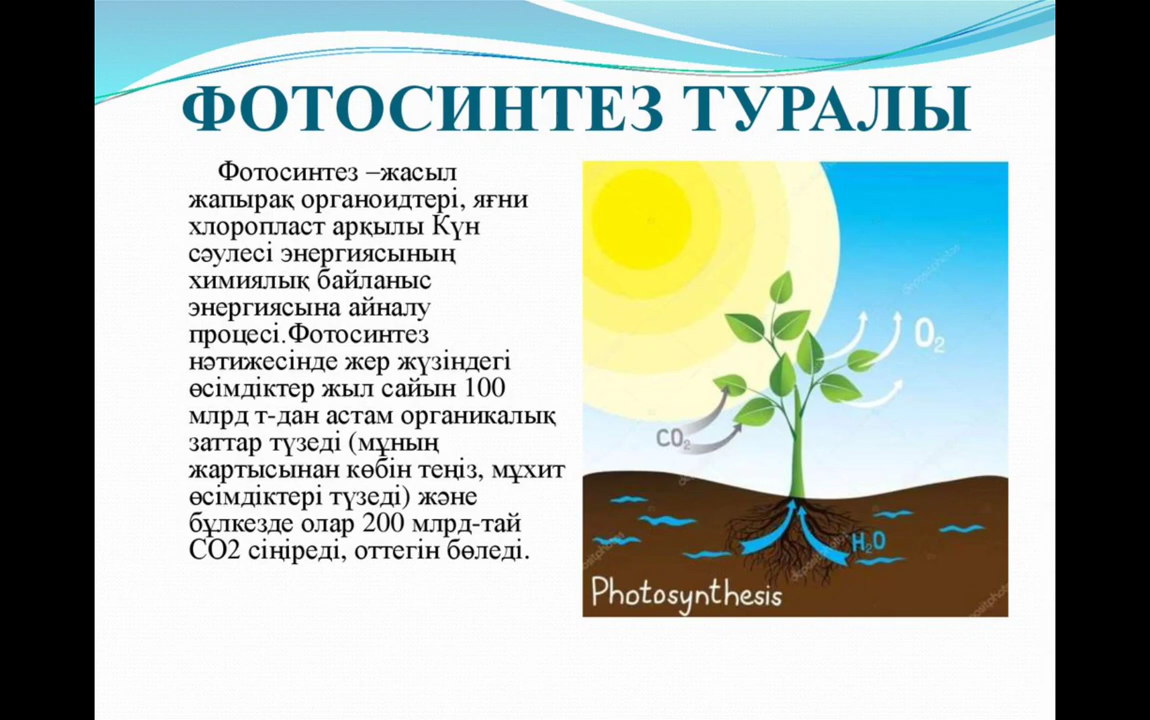 ФОТОСИНТЕЗ ТУРАЛЫ
Фотосинтез –жасыл
жапырақ органоидтері, яғни
хлоропласт арқылы Күн
сәулесі энергиясының
химиялық байланыс
энергиясына айналу
процесі.Фотосинтез
нәтижесінде жер жүзіндегі
өсімдіктер жыл сайын 100
млрд т-дан астам органикалық
заттар түзеді (мұның
жартысынан көбін теңіз, мұхит
өсімдіктері түзеді) және
бұлкезде олар 200 млрд-тай
СО2 сіңіреді, оттегін бөледі.
O₂
CO₂
H₂O
Photosynthesis
depositphotos